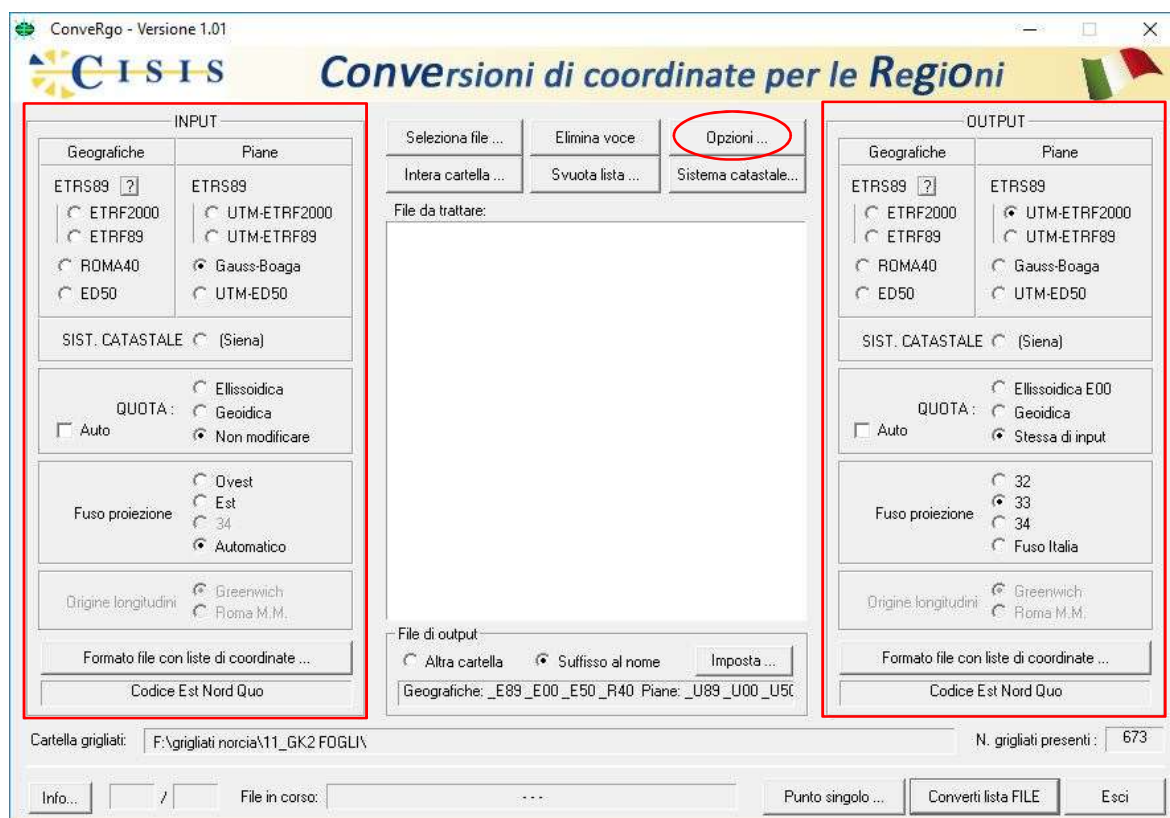 ConveRgo - Versione 1.01
CISIS
Conversioni di coordinate per le RegiOni
INPUT
Geografiche
Piane
ETRS89 ?
ETRS89
ETRF2000
UTM-ETRF2000
ETRF89
UTM-ETRF89
ROMA40
Gauss-Boaga
ED50
UTM-ED50
SIST. CATASTALE
(Siena)
QUOTA :
Ellissoidica
Geoidica
Non modificare
Auto
Fuso proiezione
Ovest
Est
34
Automatico
Origine longitudini
Greenwich
Roma M.M.
Formato file con liste di coordinate ...
Codice Est Nord Quo
Seleziona file ...
Elimina voce
Opzioni ...
Intera cartella ...
Svuota lista ...
Sistema catastale...
File da trattare:
File di output
Altra cartella
Suffisso al nome
Imposta ...
Geografiche: _E89 _E00 _E50 _R40 Piane: _U89 _U00 _U5
OUTPUT
Geografiche
Piane
ETRS89 ?
ETRS89
ETRF2000
UTM-ETRF2000
ETRF89
UTM-ETRF89
ROMA40
Gauss-Boaga
ED50
UTM-ED50
SIST. CATASTALE
(Siena)
QUOTA :
Ellissoidica E00
Geoidica
Stessa di input
Auto
Fuso proiezione
32
33
34
Fuso Italia
Origine longitudini
Greenwich
Roma M.M.
Formato file con liste di coordinate ...
Codice Est Nord Quo
Cartella grigliati:
F:\grigliati norcia\11_GK2 FOGLI\
N. grigliati presenti :
673
Info...
/
File in corso:
- - -
Punto singolo ...
Converti lista FILE
Esci